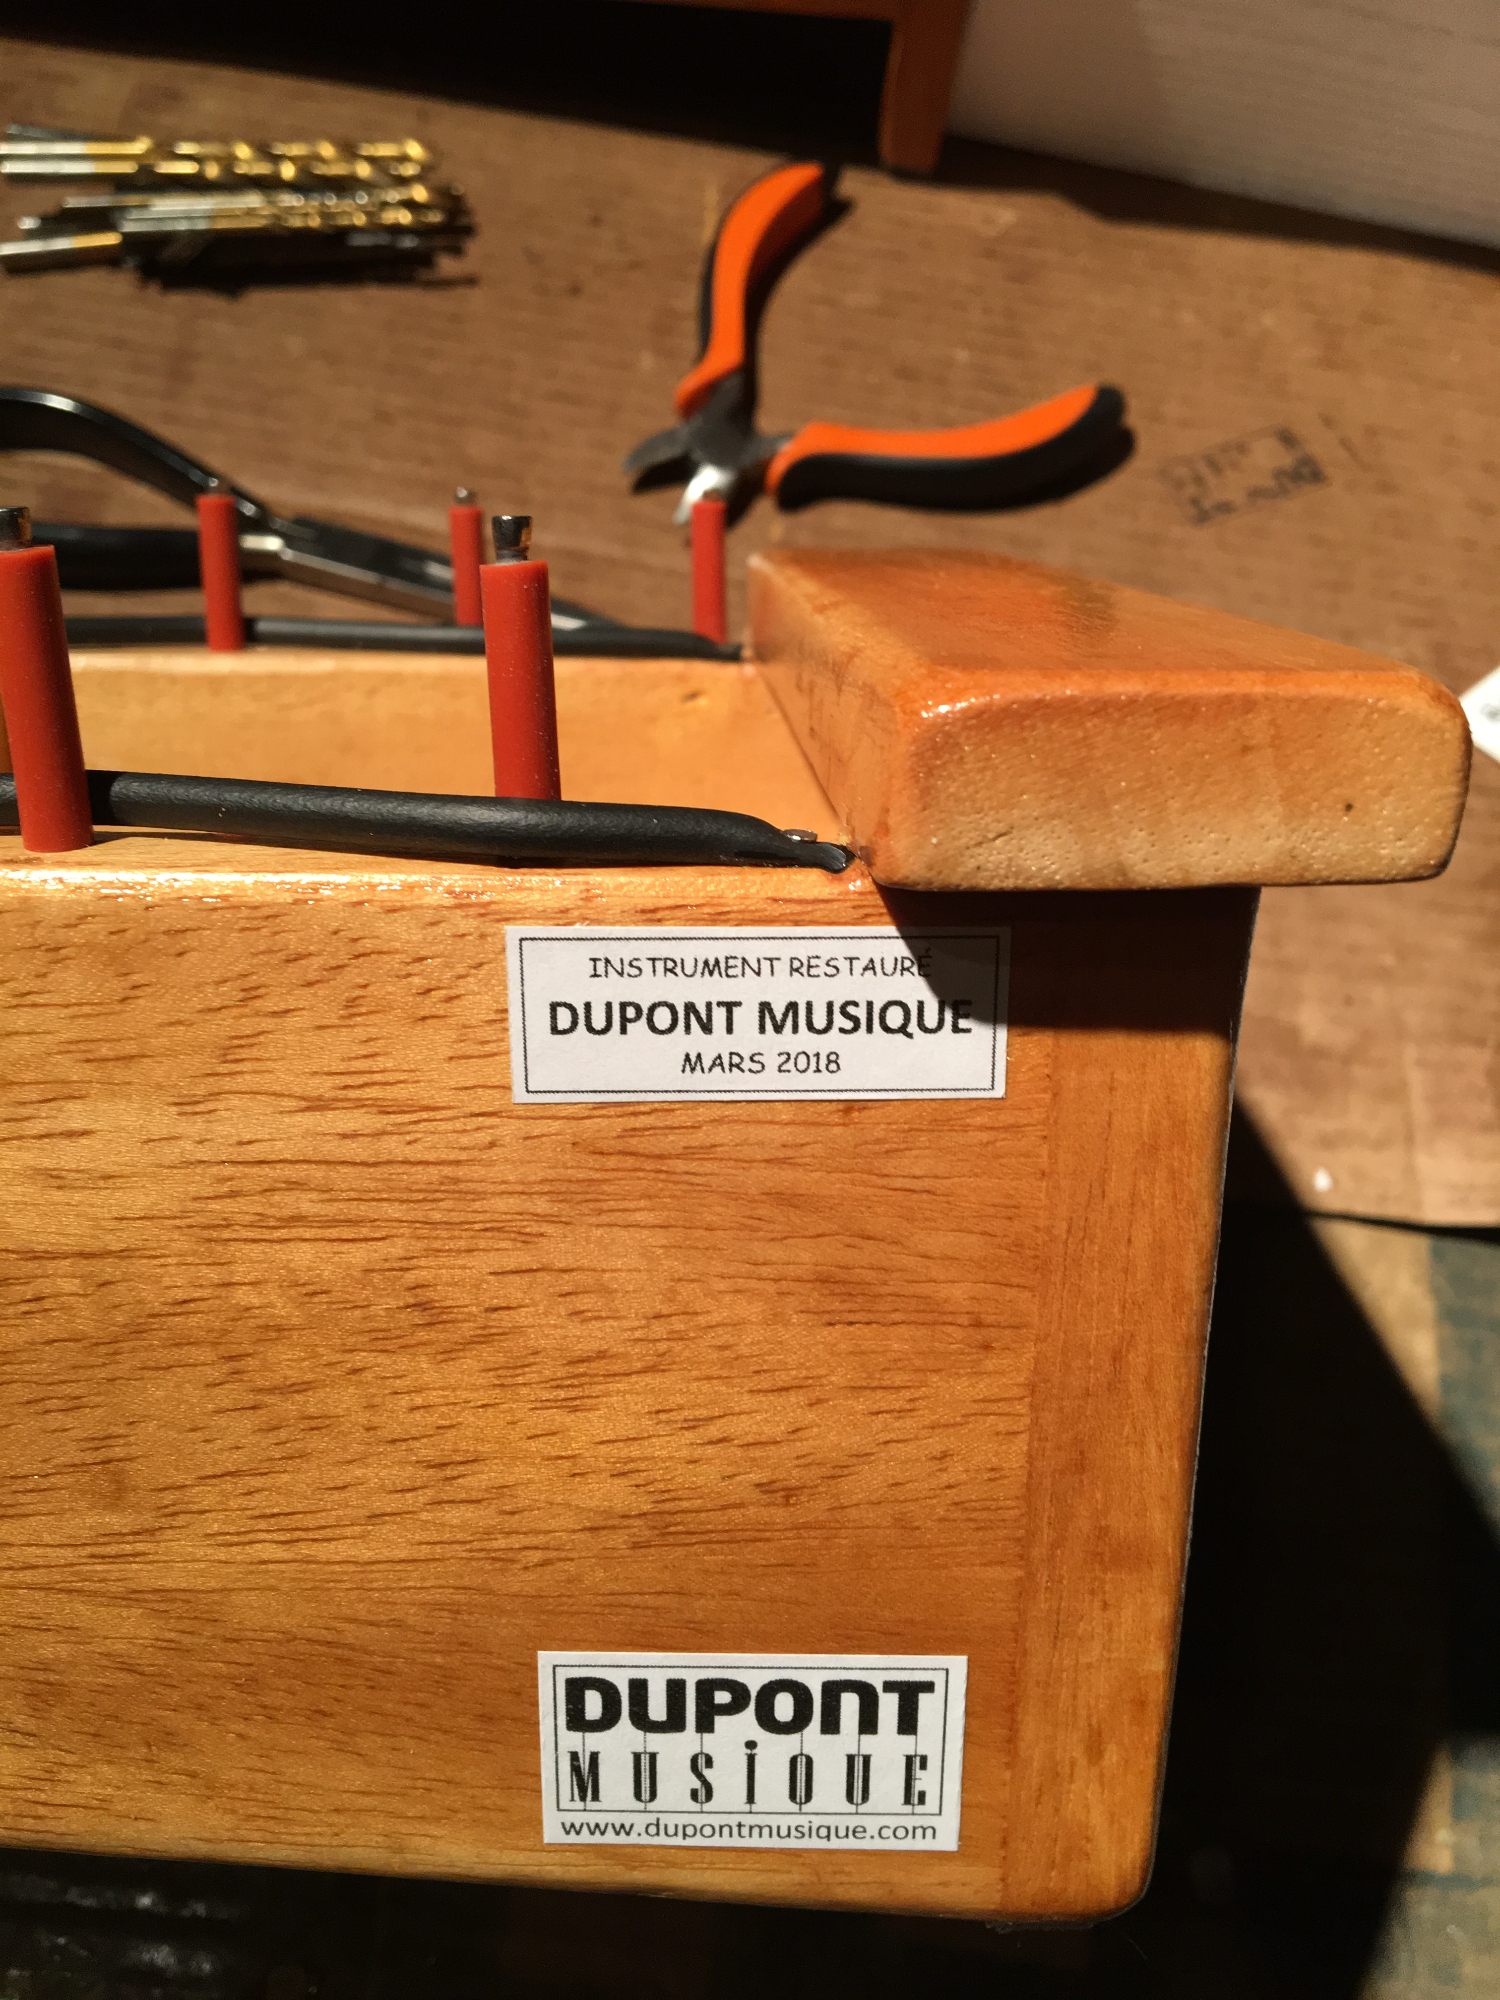 INSTRUMENT RESTAURÉ
DUPONT MUSIQUE
MARS 2018
DUPONT
MUSIQUE
www.dupontmusique.com